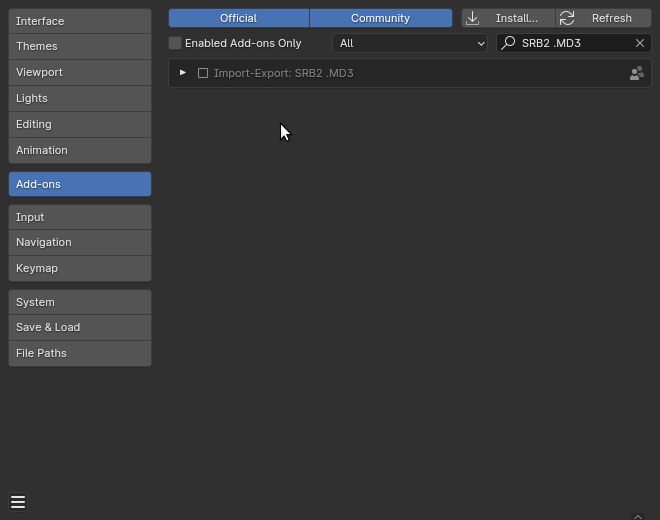 Interface
Themes
Viewport
Lights
Editing
Animation
Add-ons
Input
Navigation
Keymap
System
Save & Load
File Paths
Official
Community
Install...
Refresh
Enabled Add-ons Only
All
SRB2 .MD3
Import-Export: SRB2 .MD3